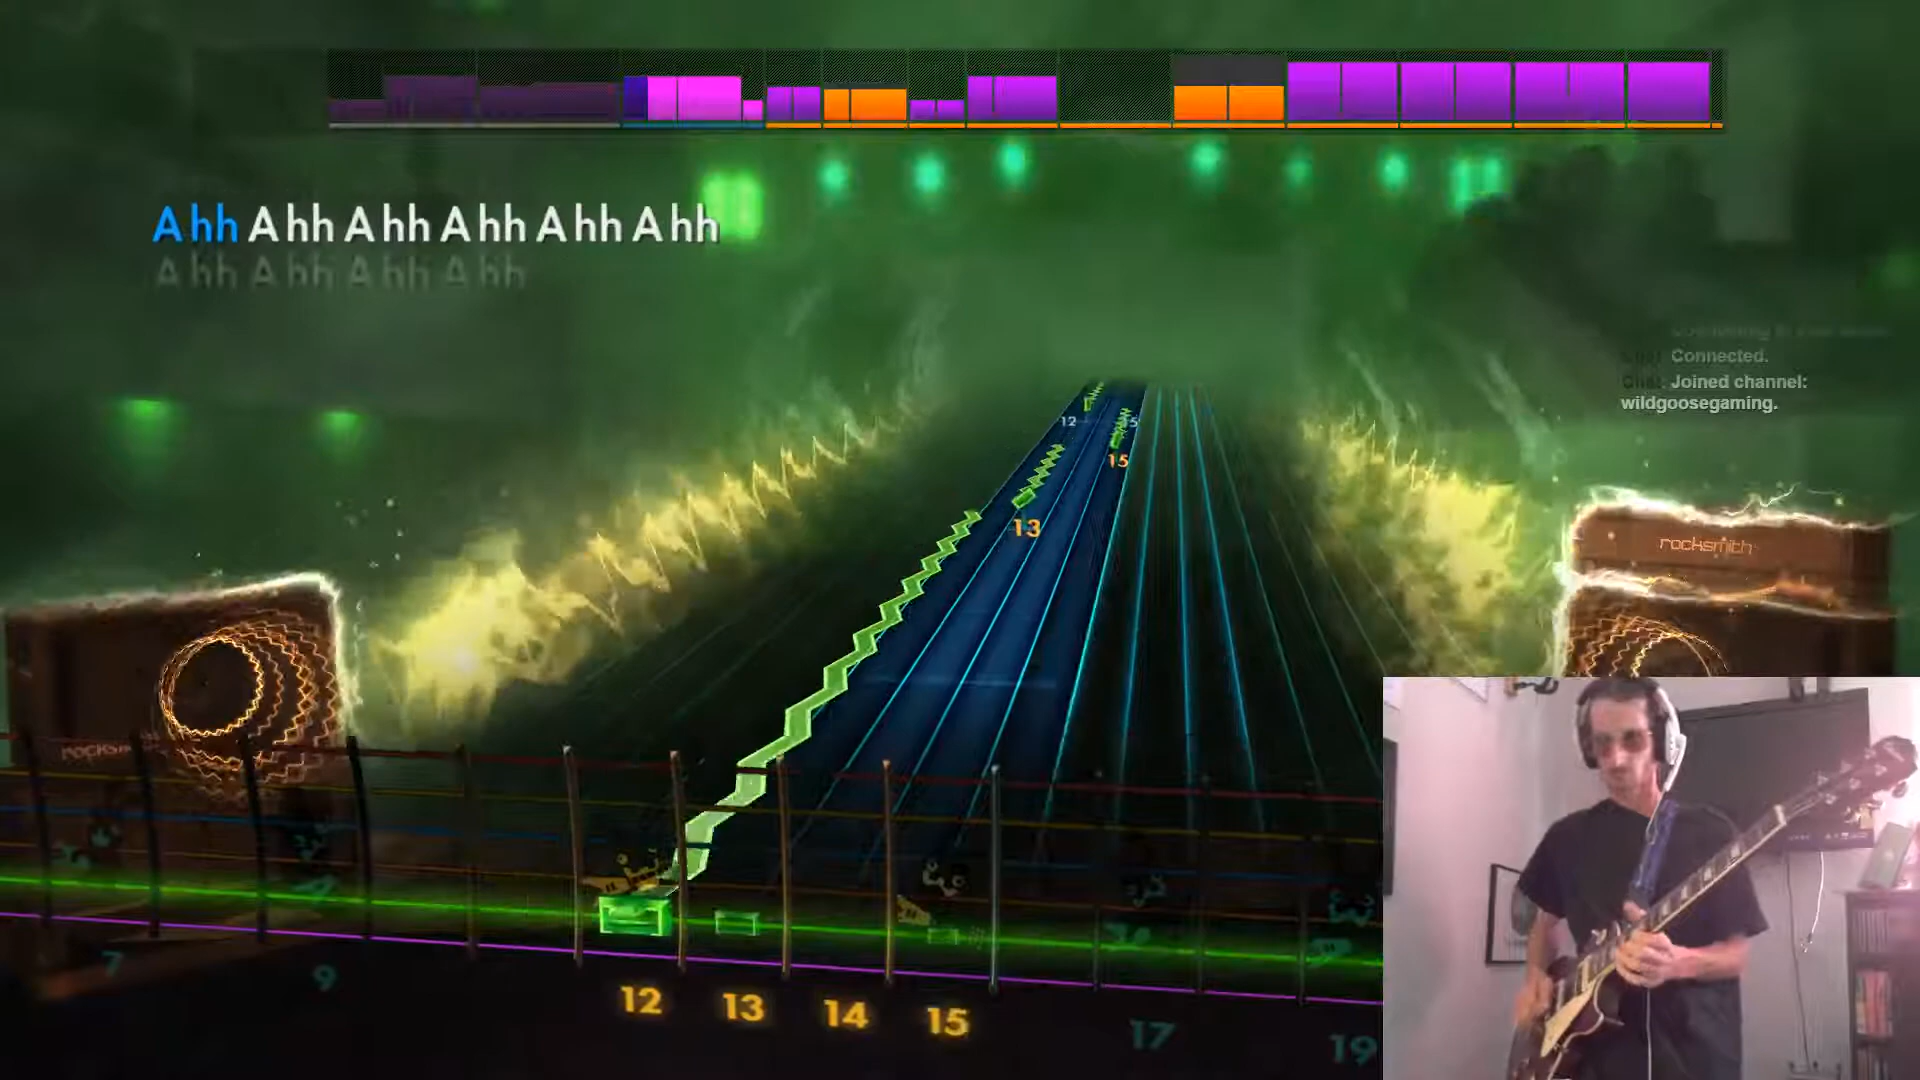 Ahh Ahh Ahh Ahh Ahh Ahh
Ahh Ahh Ahh Ahh
Connected.
Chat: Joined channel:
wildgoosegaming.
12
15
13
rocksmith
7
9
12
13
14
15
17
19